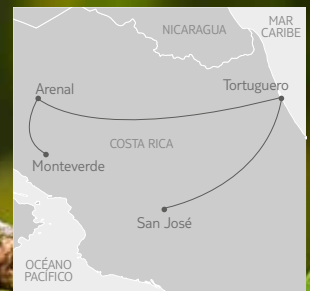 NICARAGUA
MAR
CARIBE
Arenal
Tortuguero
COSTA RICA
Monteverde
San José
OCÉANO
PACÍFICO